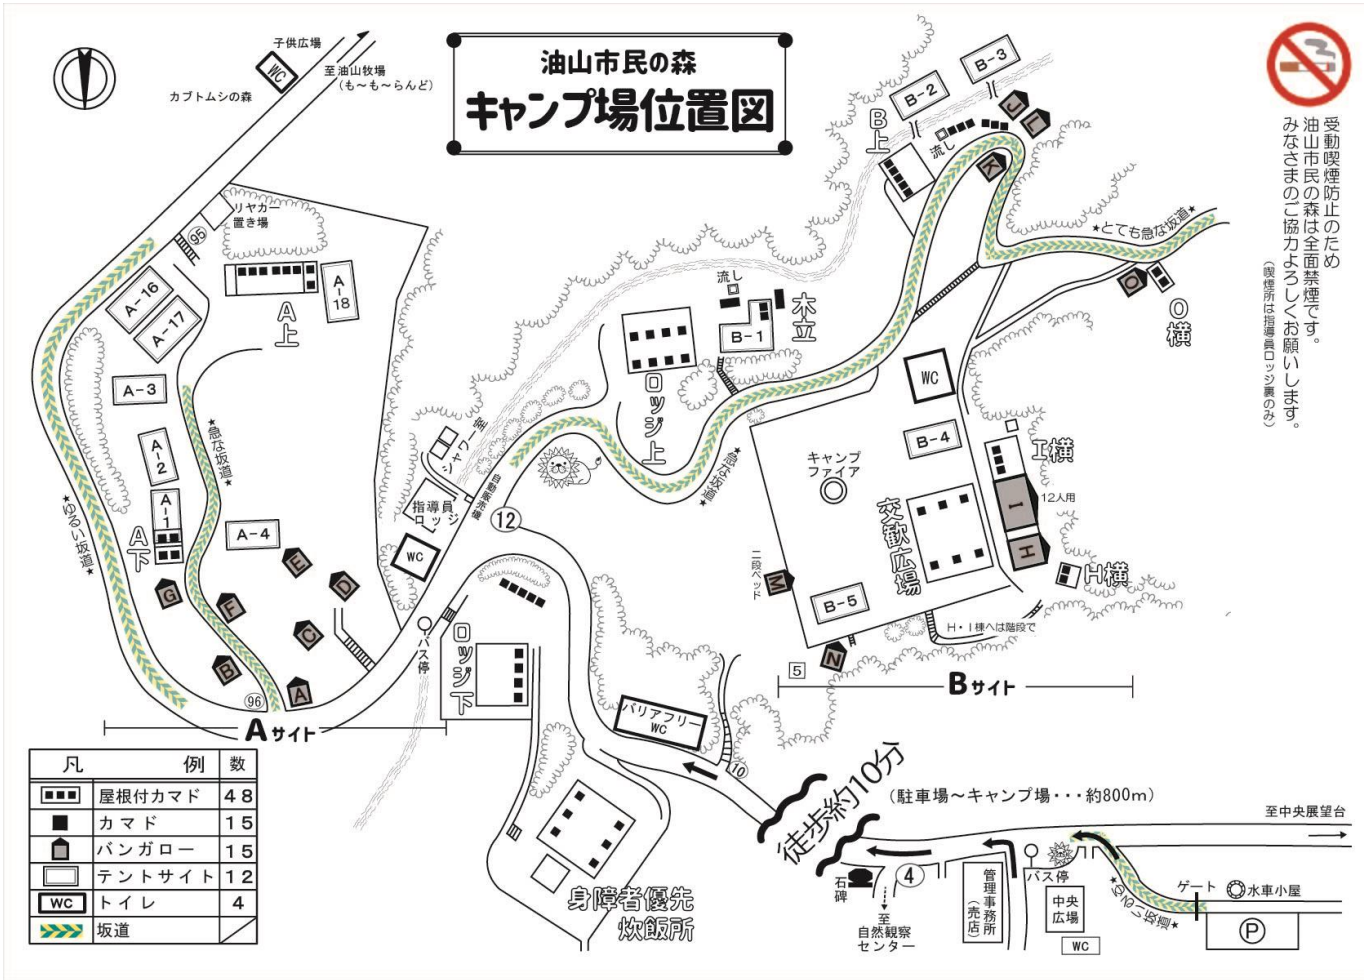 油山市民の森
キャンプ場位置図
子供広場
WC
至油山牧場
(も～も～らんど)
カブトムシの森
リヤカー
置き場
95
A-16
A-17
A上
A-18
A-3
A-2
A-1
A下
A-4
★急な坂道★
★ゆるい坂道★
G
F
E
D
C
B
A
96
Aサイト
シャワー室
指導員
ロッジ
自動販売機
WC
12
バス停
ロッジ上
ロッジ下
流し
B-1
木立
★急な坂道★
B上
B-2
B-3
流し
J
L
K
★とても急な坂道★
O
O横
WC
B-4
キャンプ
ファイア
交歓広場
I横
I
12人用
H
H横
二段ベッド
M
B-5
H・I棟へは階段で
N
5
Bサイト
バリアフリー
WC
10
身障者優先
炊飯所
徒歩約10分
(駐車場～キャンプ場・・・約800m)
至中央展望台
石碑
4
至
自然観察
センター
管理事務所
(売店)
バス停
中央
広場
WC
★ゆるい坂道★
ゲート
水車小屋
P
受動喫煙防止のため
油山市民の森は全面禁煙です。
みなさまのご協力よろしくお願いします。
(喫煙所は指導員ロッジ裏のみ)
凡例 数
屋根付カマド 48
カマド 15
バンガロー 15
テントサイト 12
WC トイレ 4
坂道